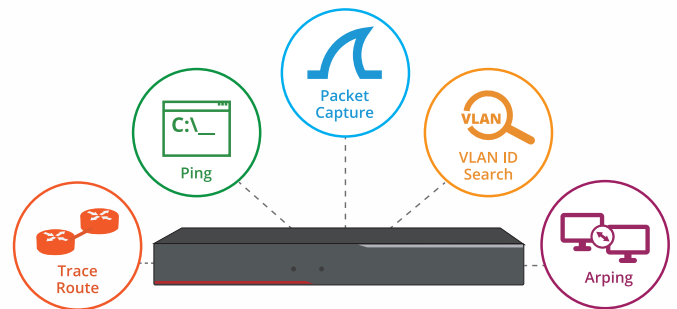 Packet
Capture
C:\_
Ping
VLAN
VLAN ID
Search
Trace
Route
Arping